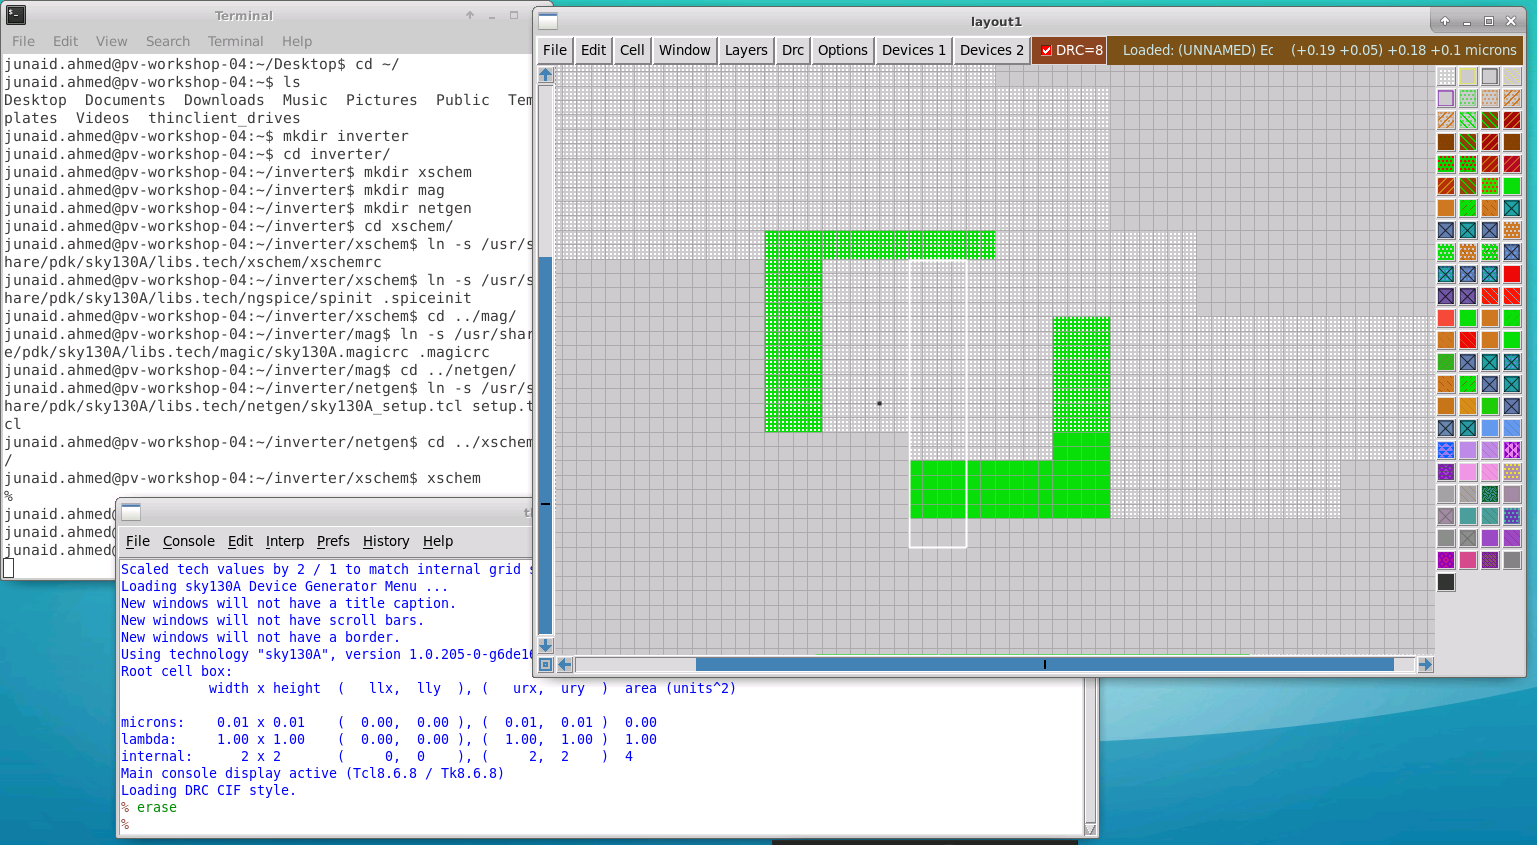 Terminal
File Edit View Search Terminal Help
junaid.ahmed@pv-workshop-04:~/Desktop$ cd ~/
junaid.ahmed@pv-workshop-04:~$ ls
Desktop  Documents  Downloads  Music  Pictures  Public  Tem
plates  Videos  thinclient_drives
junaid.ahmed@pv-workshop-04:~$ mkdir inverter
junaid.ahmed@pv-workshop-04:~$ cd inverter/
junaid.ahmed@pv-workshop-04:~/inverter$ mkdir xschem
junaid.ahmed@pv-workshop-04:~/inverter$ mkdir mag
junaid.ahmed@pv-workshop-04:~/inverter$ mkdir netgen
junaid.ahmed@pv-workshop-04:~/inverter$ cd xschem/
junaid.ahmed@pv-workshop-04:~/inverter/xschem$ ln -s /usr/s
hare/pdk/sky130A/libs.tech/xschem/xschemrc
junaid.ahmed@pv-workshop-04:~/inverter/xschem$ ln -s /usr/s
hare/pdk/sky130A/libs.tech/ngspice/spinit .spiceinit
junaid.ahmed@pv-workshop-04:~/inverter/xschem$ cd ../mag/
junaid.ahmed@pv-workshop-04:~/inverter/mag$ ln -s /usr/shar
e/pdk/sky130A/libs.tech/magic/sky130A.magicrc .magicrc
junaid.ahmed@pv-workshop-04:~/inverter/mag$ cd ../netgen/
junaid.ahmed@pv-workshop-04:~/inverter/netgen$ ln -s /usr/s
hare/pdk/sky130A/libs.tech/netgen/sky130A_setup.tcl setup.t
cl
junaid.ahmed@pv-workshop-04:~/inverter/netgen$ cd ../xschem
/
junaid.ahmed@pv-workshop-04:~/inverter/xschem$ xschem
%
junaid.ahmed@
junaid.ahmed@
junaid.ahmed@
layout1
File Edit Cell Window Layers Drc Options Devices 1 Devices 2 DRC=8 Loaded: (UNNAMED) Ec (+0.19 +0.05) +0.18 +0.1 microns
File Console Edit Interp Prefs History Help
Scaled tech values by 2 / 1 to match internal grid s
Loading sky130A Device Generator Menu ...
New windows will not have a title caption.
New windows will not have scroll bars.
New windows will not have a border.
Using technology "sky130A", version 1.0.205-0-g6de16
Root cell box:
width x height  (   llx,  lly  ), (   urx,  ury  )  area (units^2)
microns:    0.01 x 0.01    (  0.00,  0.00 ), (  0.01,  0.01 )  0.00
lambda:     1.00 x 1.00    (  0.00,  0.00 ), (  1.00,  1.00 )  1.00
internal:      2 x 2       (     0,  0    ), (     2,  2    )  4
Main console display active (Tcl8.6.8 / Tk8.6.8)
Loading DRC CIF style.
% erase
%